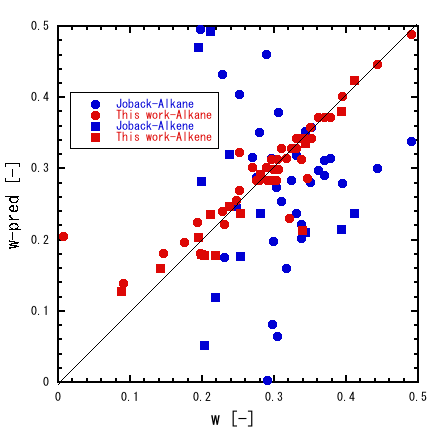 0.5
0.4
0.3
0.2
0.1
0
w-pred [-]
Joback-Alkane
This work-Alkane
Joback-Alkene
This work-Alkene
0 0.1 0.2 0.3 0.4 0.5
w [-]